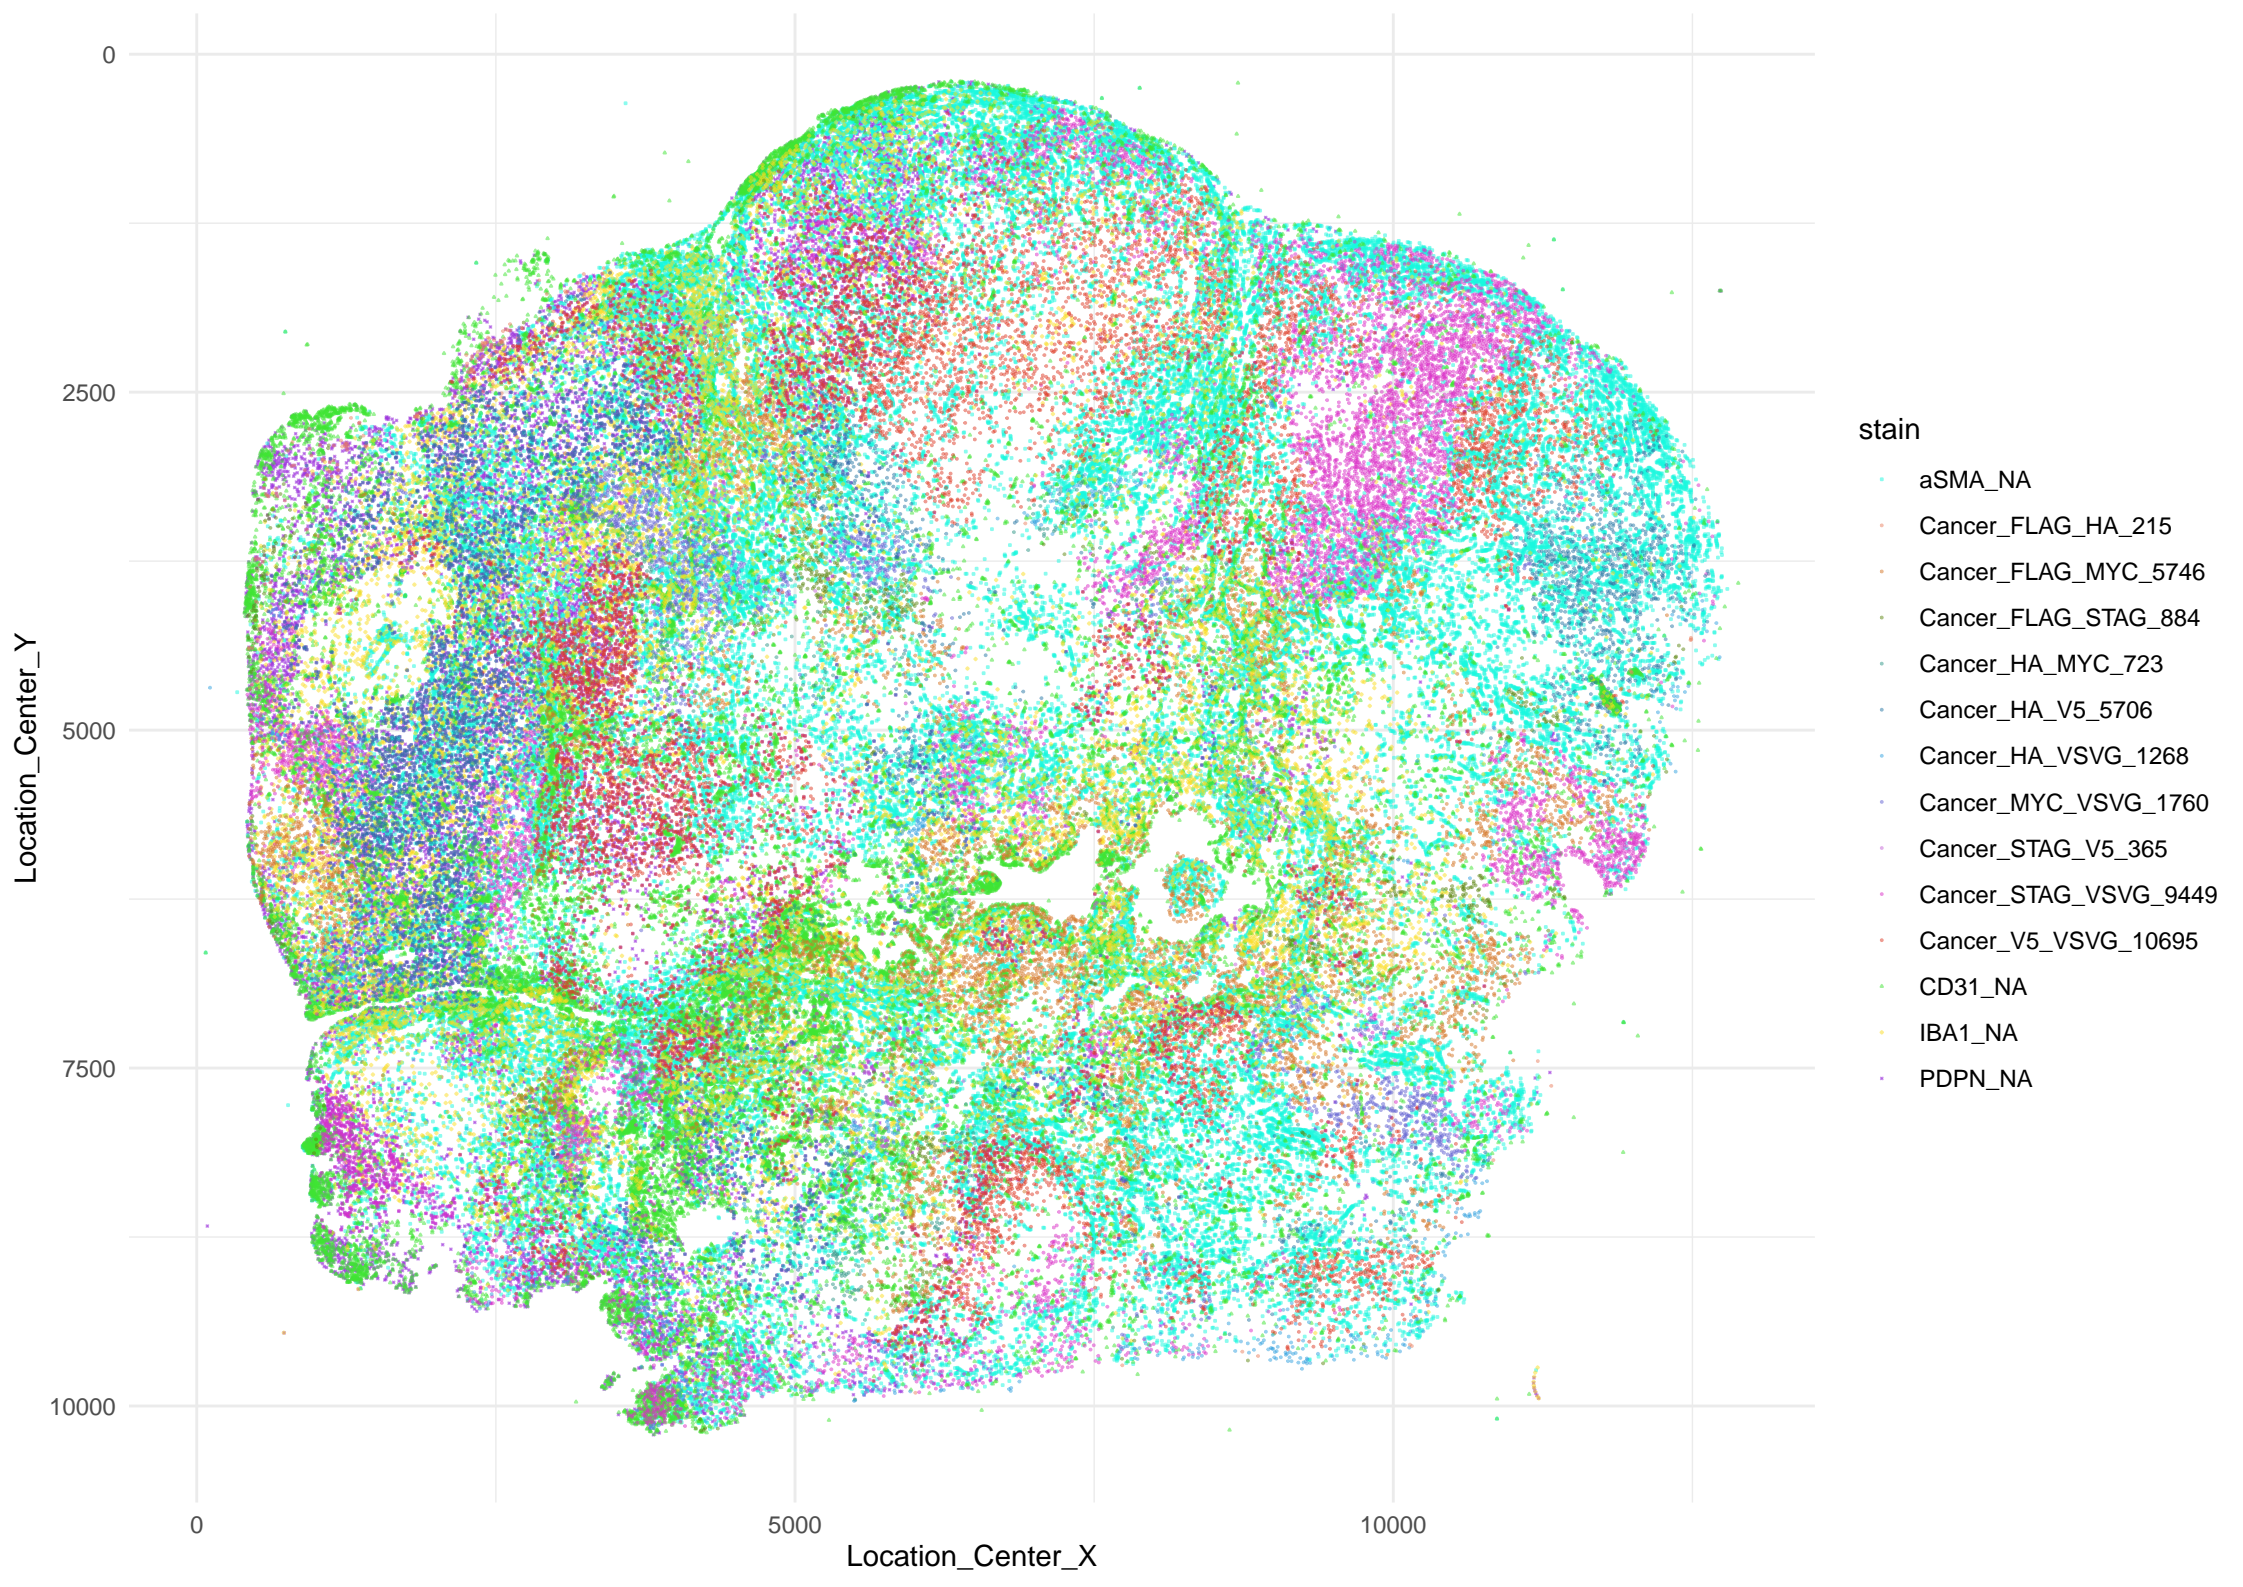 0
2500
5000
7500
10000
Location_Center_Y
0
5000
10000
Location_Center_X
stain
aSMA_NA
Cancer_FLAG_HA_215
Cancer_FLAG_MYC_5746
Cancer_FLAG_STAG_884
Cancer_HA_MYC_723
Cancer_HA_V5_5706
Cancer_HA_VSVG_1268
Cancer_MYC_VSVG_1760
Cancer_STAG_V5_365
Cancer_STAG_VSVG_9449
Cancer_V5_VSVG_10695
CD31_NA
IBA1_NA
PDPN_NA